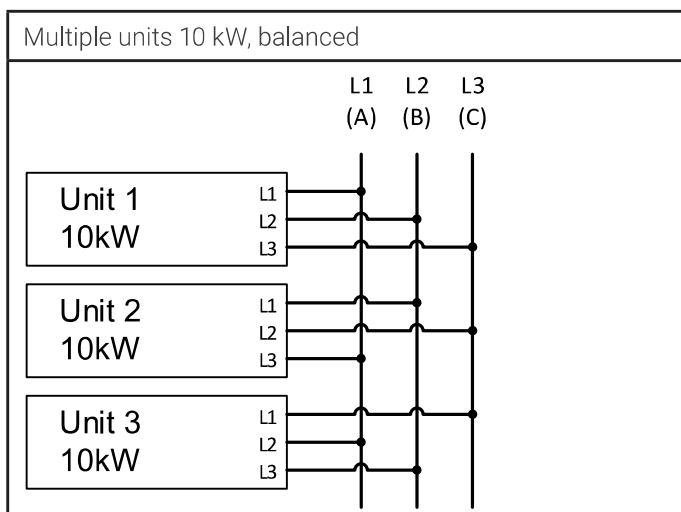 Multiple units 10 kW, balanced
L1 L2 L3
(A) (B) (C)
Unit 1
10kW
L1
L2
L3
Unit 2
10kW
L1
L2
L3
Unit 3
10kW
L1
L2
L3